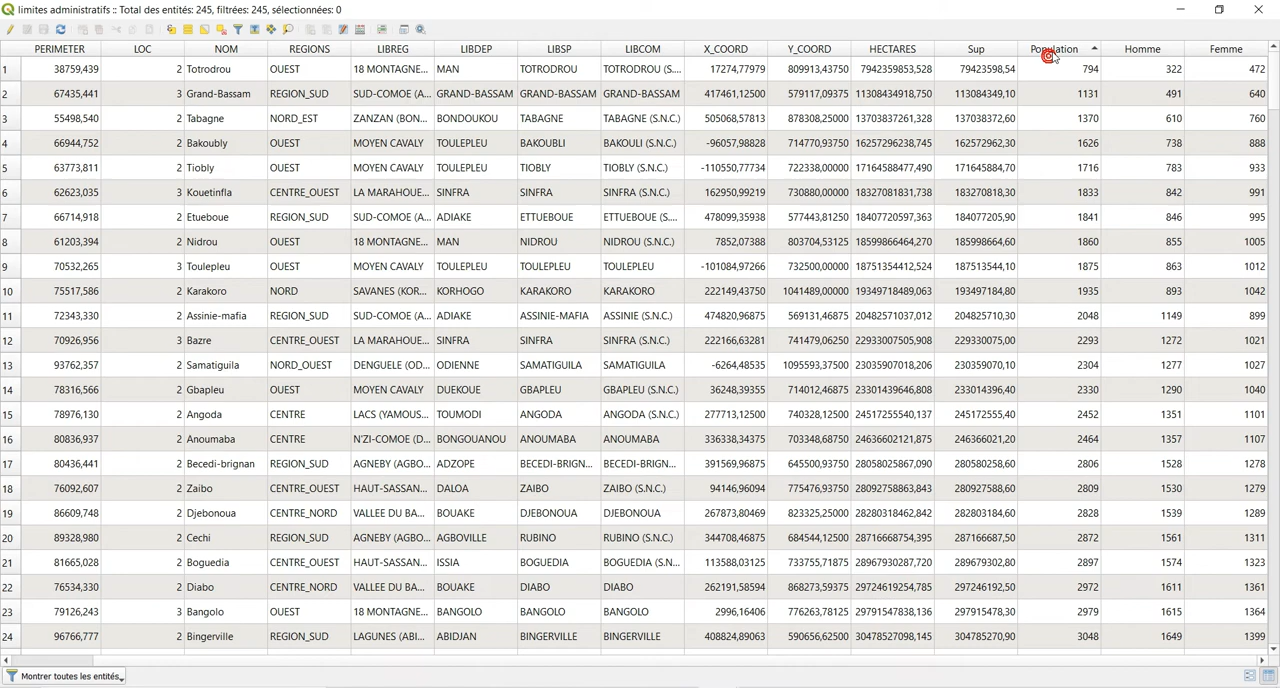 limites administratifs :: Total des entités: 245, filtrées: 245, sélectionnées: 0
PERIMETER LOC NOM REGIONS LIBREG LIBDEP LIBSP LIBCOM X_COORD Y_COORD HECTARES Sup Population Homme Femme
1 38759,439 2 Totrodrou OUEST 18 MONTAGNE... MAN TOTRODROU TOTRODROU (S.... 17274,77979 809913,43750 7942359853,528 79423598,54 794 322 472
2 67435,441 3 Grand-Bassam REGION_SUD SUD-COMOE (A... GRAND-BASSAM GRAND-BASSAM GRAND-BASSAM 417461,12500 579117,09375 11308434918,750 113084349,10 1131 491 640
3 55498,540 2 Tabagne NORD_EST ZANZAN (BON... BONDOUKOU TABAGNE TABAGNE (S.N.C.) 505068,57813 878308,25000 13703837261,328 137038372,60 1370 610 760
4 66944,752 2 Bakoubly OUEST MOYEN CAVALY TOULEPLEU BAKOUBLI BAKOULI (S.N.C.) -96057,98828 714770,93750 16257296238,745 162572962,30 1626 738 888
5 63773,811 2 Tiobly OUEST MOYEN CAVALY TOULEPLEU TIOBLY TIOBLY (S.N.C.) -110550,77734 722338,00000 17164588477,490 171645884,70 1716 783 933
6 62623,035 3 Kouetinfla CENTRE_OUEST LA MARAHOUE... SINFRA SINFRA SINFRA (S.N.C.) 162950,99219 730880,00000 18327081831,738 183270818,30 1833 842 991
7 66714,918 2 Etueboue REGION_SUD SUD-COMOE (A... ADIAKE ETTUEBOUE ETTUEBOUE (S.... 478099,35938 577443,81250 18407720597,363 184077205,90 1841 846 995
8 61203,394 2 Nidrou OUEST 18 MONTAGNE... MAN NIDROU NIDROU (S.N.C.) 7852,07388 803704,53125 18599866464,270 185998664,60 1860 855 1005
9 70532,265 3 Toulepleu OUEST MOYEN CAVALY TOULEPLEU TOULEPLEU TOULEPLEU -101084,97266 732500,00000 18751354412,524 187513544,10 1875 863 1012
10 75517,586 2 Karakoro NORD SAVANES (KOR... KORHOGO KARAKORO KARAKORO 222149,43750 1041489,00000 19349718489,063 193497184,80 1935 893 1042
11 72343,330 2 Assinie-mafia REGION_SUD SUD-COMOE (A... ADIAKE ASSINIE-MAFIA ASSINIE (S.N.C.) 474820,96875 569131,46875 20482571037,012 204825710,30 2048 1149 899
12 70926,956 3 Bazre CENTRE_OUEST LA MARAHOUE... SINFRA SINFRA SINFRA (S.N.C.) 222166,63281 741479,06250 22933007505,908 229330075,00 2293 1272 1021
13 93762,357 2 Samatiguila NORD_OUEST DENGUELE (OD... ODIENNE SAMATIGUILA SAMATIGUILA -6264,48535 1095593,37500 23035907018,206 230359070,10 2304 1277 1027
14 78316,566 2 Gbapleu OUEST MOYEN CAVALY DUEKOUE GBAPLEU GBAPLEU (S.N.C.) 36248,39355 714012,46875 23301439646,808 233014396,40 2330 1290 1040
15 78976,130 2 Angoda CENTRE LACS (YAMOUS... TOUMODI ANGODA ANGODA (S.N.C.) 277713,12500 740328,12500 24517255540,137 245172555,40 2452 1351 1101
16 80836,937 2 Anoumaba CENTRE N'ZI-COMOE (D... BONGOUANOU ANOUMABA ANOUMABA 336338,34375 703348,68750 24636602121,875 246366021,20 2464 1357 1107
17 80436,441 2 Becedi-brignan REGION_SUD AGNEBY (AGBO... ADZOPE BECEDI-BRIGN... BECEDI-BRIGN... 391569,96875 645500,93750 28058025867,090 280580258,60 2806 1528 1278
18 76092,607 2 Zaibo CENTRE_OUEST HAUT-SASSAN... DALOA ZAIBO ZAIBO (S.N.C.) 94146,96094 775476,93750 28092758863,843 280927588,60 2809 1530 1279
19 86609,748 2 Djebonoua CENTRE_NORD VALLEE DU BA... BOUAKE DJEBONOUA DJEBONOUA 267873,80469 823325,25000 28280318462,842 282803184,60 2828 1539 1289
20 89328,980 2 Cechi REGION_SUD AGNEBY (AGBO... AGBOVILLE RUBINO RUBINO (S.N.C.) 344708,46875 684544,12500 28716668754,395 287166687,50 2872 1561 1311
21 81665,028 2 Boguedia CENTRE_OUEST HAUT-SASSAN... ISSIA BOGUEDIA BOGUEDIA (S.N... 113588,03125 733755,71875 28967930287,720 289679302,80 2897 1574 1323
22 76534,330 2 Diabo CENTRE_NORD VALLEE DU BA... BOUAKE DIABO DIABO 262191,58594 868273,59375 29724619254,785 297246192,50 2972 1611 1361
23 79126,243 3 Bangolo OUEST 18 MONTAGNE... BANGOLO BANGOLO BANGOLO 2996,16406 776263,78125 29791547838,136 297915478,30 2979 1615 1364
24 96766,777 2 Bingerville REGION_SUD LAGUNES (ABI... ABIDJAN BINGERVILLE BINGERVILLE 408824,89063 590656,62500 30478527098,145 304785270,90 3048 1649 1399
Montrer toutes les entités